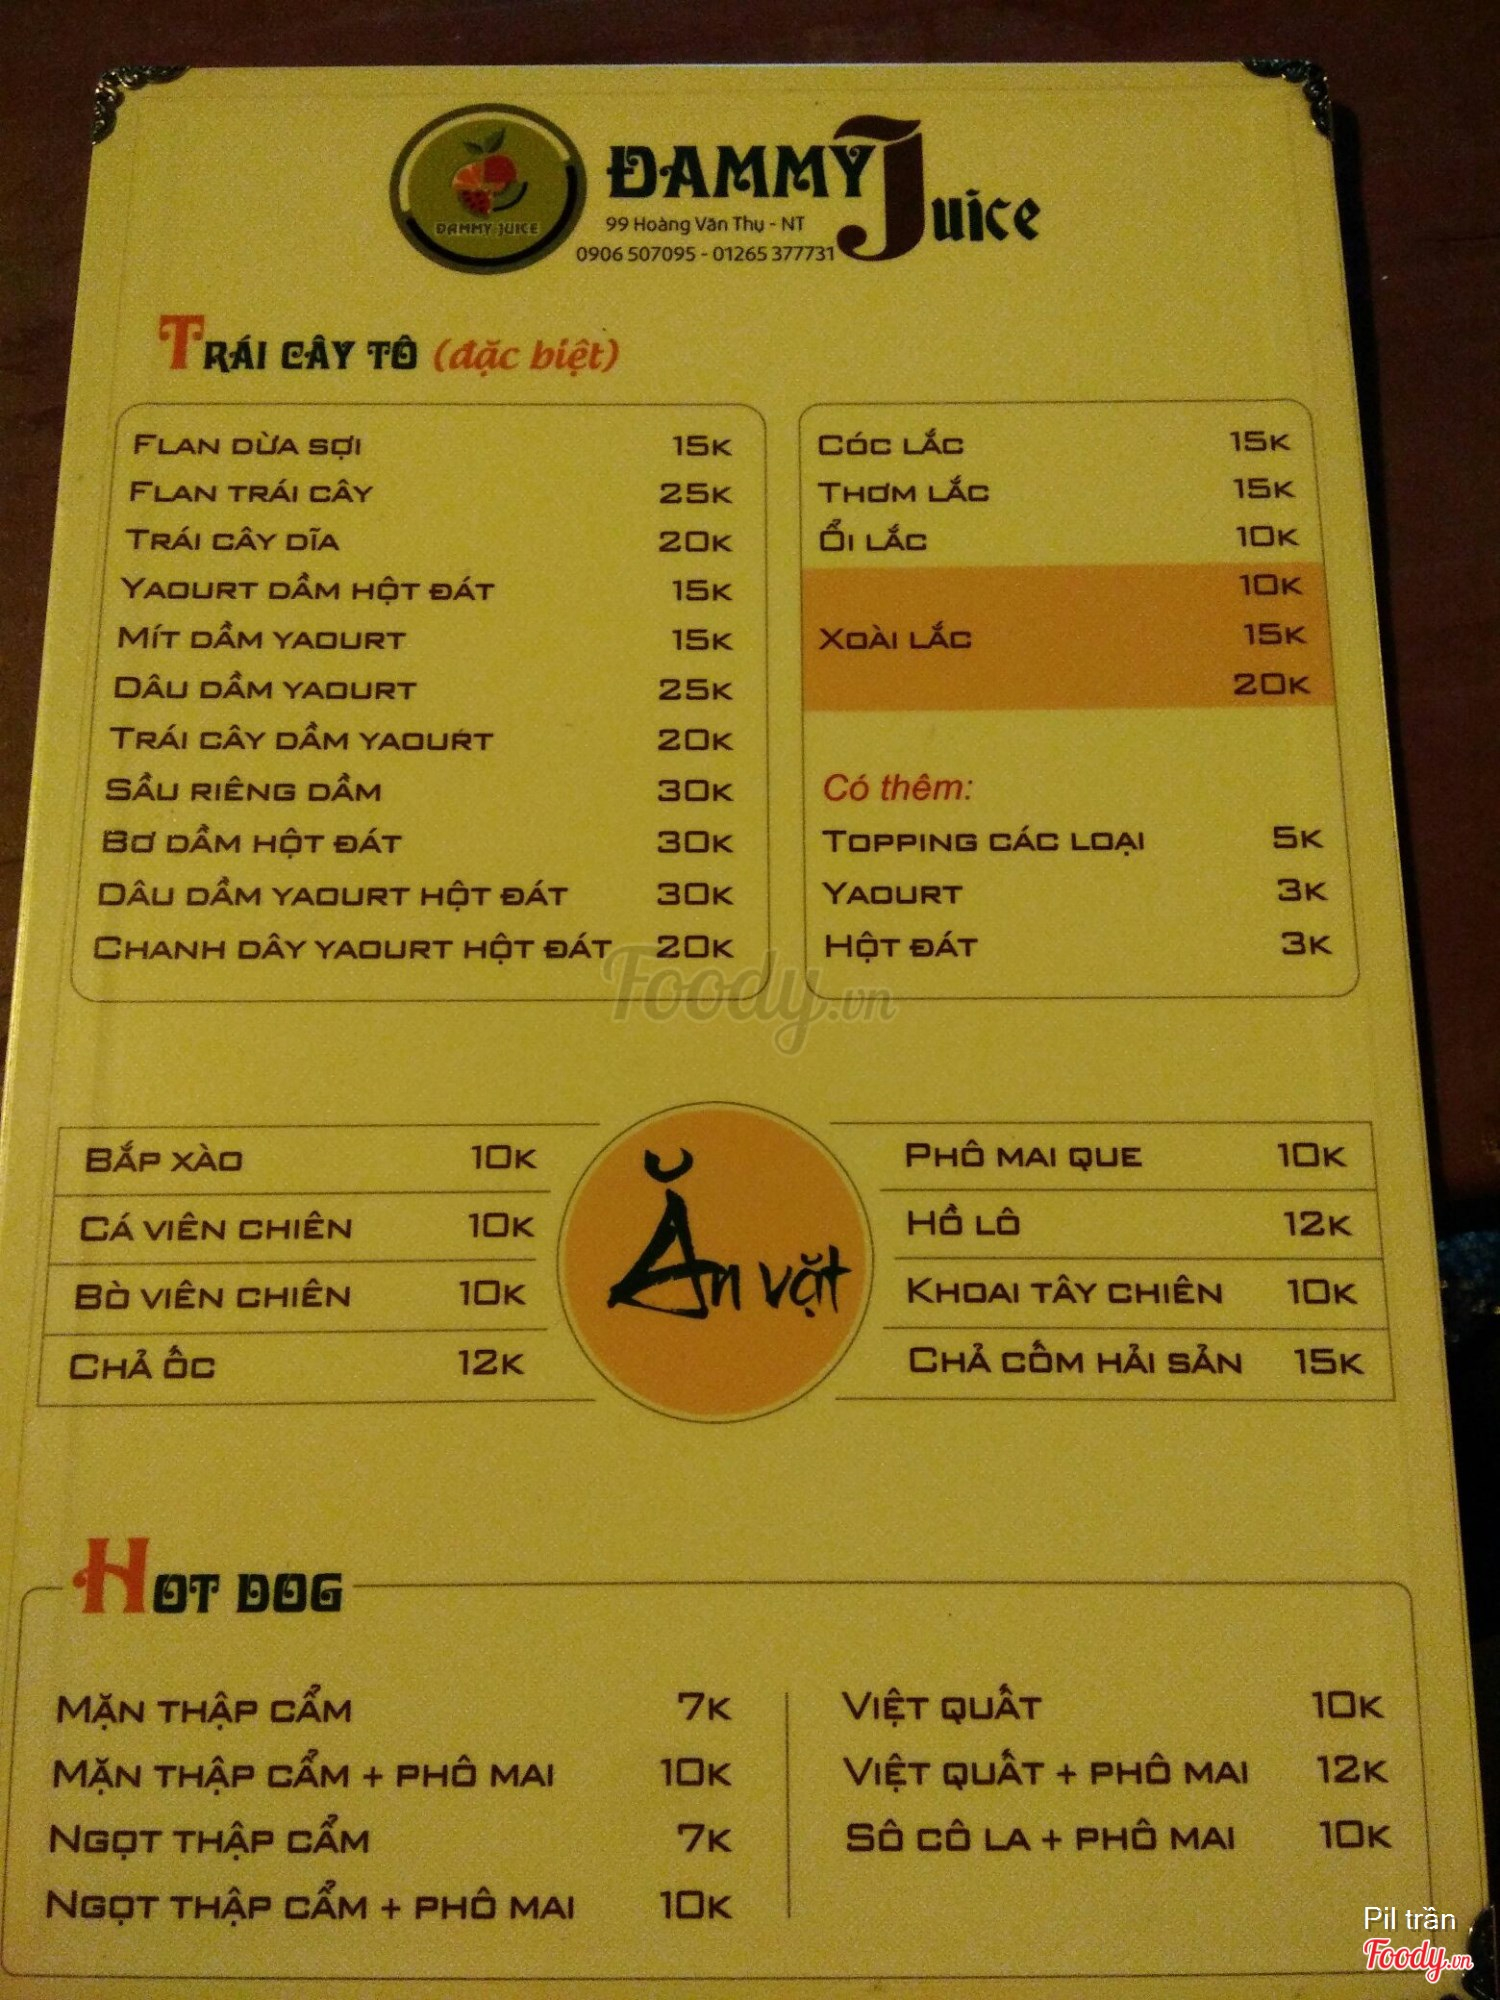 ĐAMMY JUICE
ĐAMMY Juice
99 Hoàng Văn Thụ - NT
0906 507095 - 01265 377731
TRÁI CÂY TÔ (đặc biệt)
FLAN DỪA SỢI 15K
FLAN TRÁI CÂY 25K
TRÁI CÂY DĨA 20K
YAOURT DẦM HỘT ĐÁT 15K
MÍT DẦM YAOURT 15K
DÂU DẦM YAOURT 25K
TRÁI CÂY DẦM YAOURT 20K
SẦU RIÊNG DẦM 30K
BƠ DẦM HỘT ĐÁT 30K
DÂU DẦM YAOURT HỘT ĐÁT 30K
CHANH DÂY YAOURT HỘT ĐÁT 20K
CÓC LẮC 15K
THƠM LẮC 15K
ỔI LẮC 10K
10K
XOÀI LẮC 15K
20K
Có thêm:
TOPPING CÁC LOẠI 5K
YAOURT 3K
HỘT ĐÁT 3K
Foody.vn
Ăn vặt
BẮP XÀO 10K
CÁ VIÊN CHIÊN 10K
BÒ VIÊN CHIÊN 10K
CHẢ ỐC 12K
PHÔ MAI QUE 10K
HỒ LÔ 12K
KHOAI TÂY CHIÊN 10K
CHẢ CỐM HẢI SẢN 15K
HOT DOG
MẶN THẬP CẨM 7K
MẶN THẬP CẨM + PHÔ MAI 10K
NGỌT THẬP CẨM 7K
NGỌT THẬP CẨM + PHÔ MAI 10K
VIỆT QUẤT 10K
VIỆT QUẤT + PHÔ MAI 12K
SÔ CÔ LA + PHÔ MAI 10K
Pil trần
Foody.vn